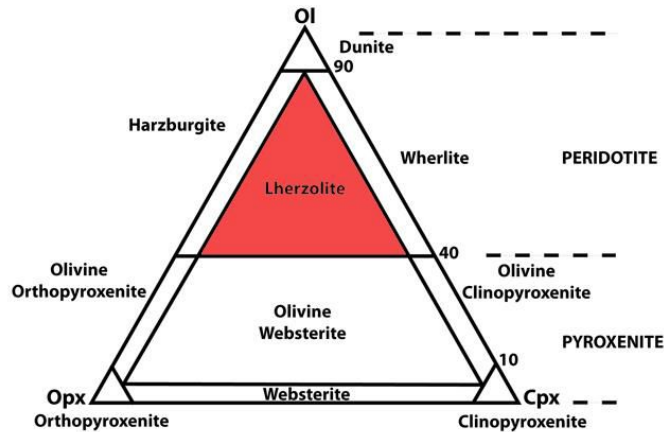 Ol
Dunite
90
Harzburgite
Wherlite
PERIDOTITE
Lherzolite
40
Olivine
Orthopyroxenite
Olivine
Clinopyroxenite
Olivine
Websterite
PYROXENITE
10
Opx
Websterite
Cpx
Orthopyroxenite
Clinopyroxenite